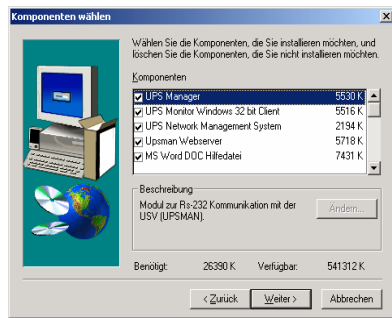 Komponenten wählen
Wählen Sie die Komponenten, die Sie installieren möchten, und
löschen Sie die Komponenten, die Sie nicht installieren möchten.
Komponenten
UPS Manager 5530 K
UPS Monitor Windows 32 bit Client 5516 K
UPS Network Management System 2194 K
Upsman Webserver 5718 K
MS Word DOC Hilfedatei 7431 K
Beschreibung
Modul zur Rs-232 Kommunikation mit der
USV (UPSMAN).
Ändern...
Benötigt: 26390 K Verfügbar: 541312 K
< Zurück Weiter > Abbrechen